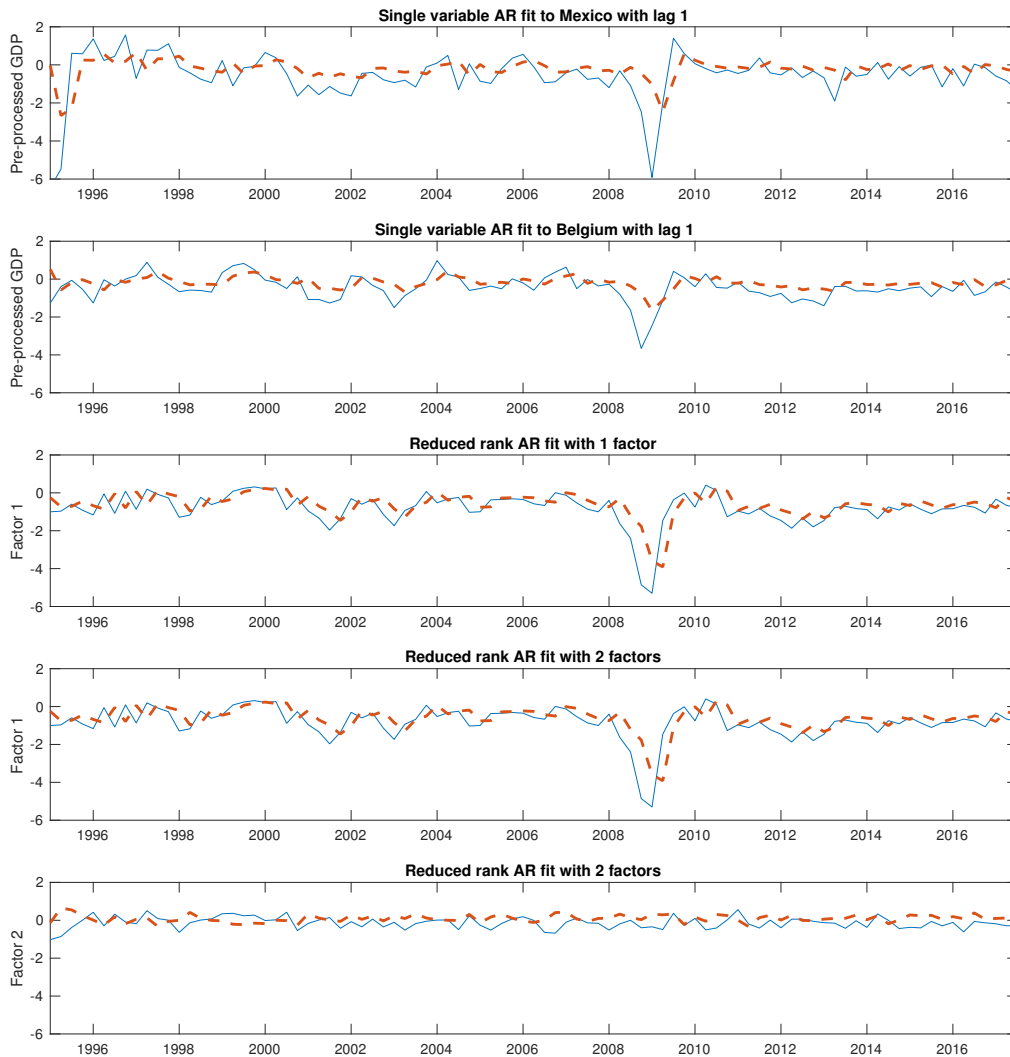 Single variable AR fit to Mexico with lag 1
Pre-processed GDP
2
0
-2
-4
-6
1996 1998 2000 2002 2004 2006 2008 2010 2012 2014 2016
Single variable AR fit to Belgium with lag 1
Pre-processed GDP
2
0
-2
-4
-6
1996 1998 2000 2002 2004 2006 2008 2010 2012 2014 2016
Reduced rank AR fit with 1 factor
Factor 1
2
0
-2
-4
-6
1996 1998 2000 2002 2004 2006 2008 2010 2012 2014 2016
Reduced rank AR fit with 2 factors
Factor 1
2
0
-2
-4
-6
1996 1998 2000 2002 2004 2006 2008 2010 2012 2014 2016
Reduced rank AR fit with 2 factors
Factor 2
2
0
-2
-4
-6
1996 1998 2000 2002 2004 2006 2008 2010 2012 2014 2016